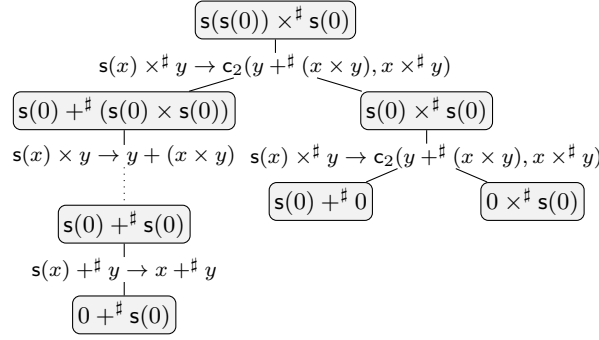 s(s(0)) ×♯ s(0)
s(x) ×♯ y → c₂(y +♯ (x × y), x ×♯ y)
s(0) +♯ (s(0) × s(0))
s(0) ×♯ s(0)
s(x) × y → y + (x × y)
s(x) ×♯ y → c₂(y +♯ (x × y), x ×♯ y)
s(0) +♯ 0
0 ×♯ s(0)
s(0) +♯ s(0)
s(x) +♯ y → x +♯ y
0 +♯ s(0)